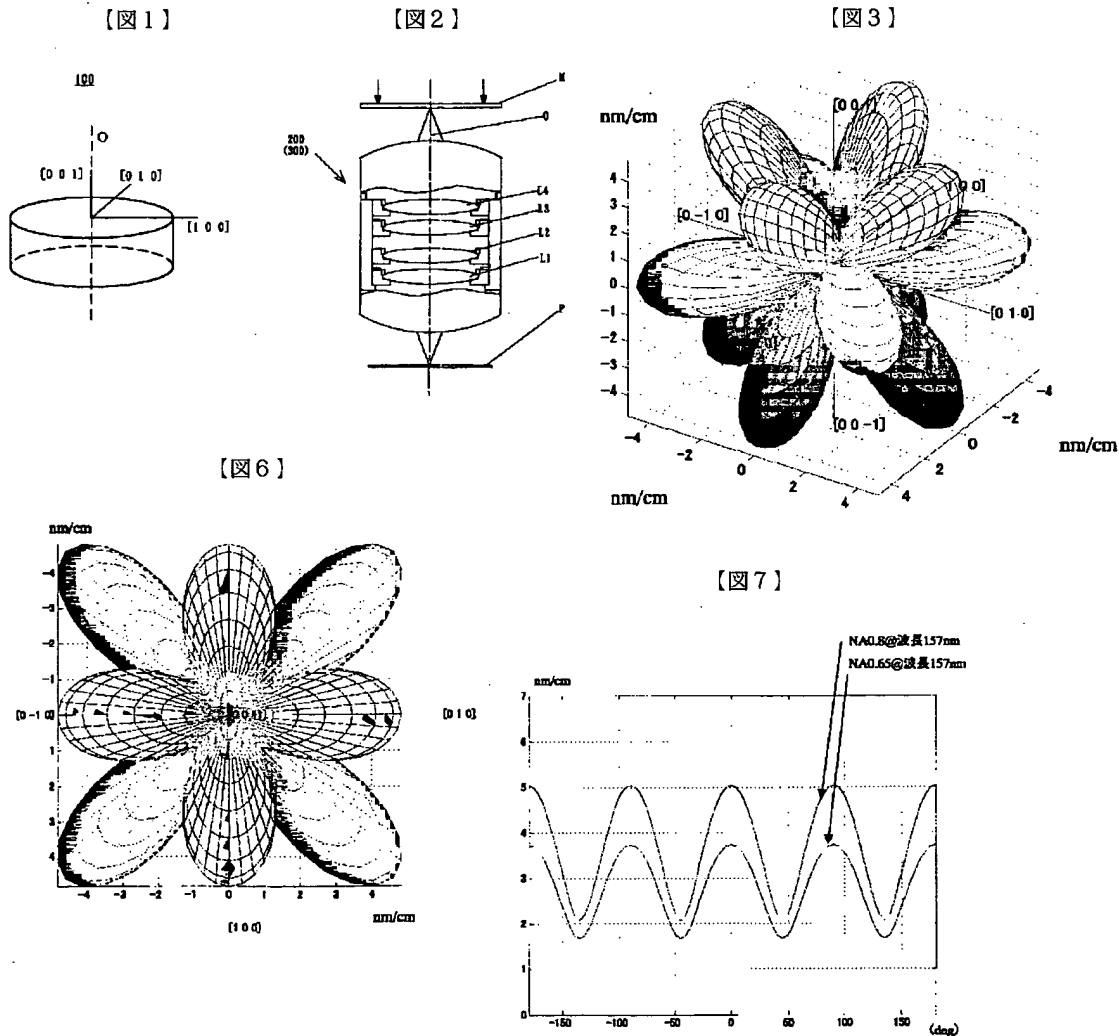 【図1】
【図2】
【図3】
100
O
[0 0 1]
[0 1 0]
[1 0 0]
M
O
200
(300)
L4
L3
L2
L1
P
nm/cm
4
3
2
1
0
-1
-2
-3
-4
[0 -1 0]
[0 1 0]
[0 0 -1]
-4
-2
0
2
4
-4
-2
0
2
4
nm/cm
nm/cm
【図6】
nm/cm
-4
-3
-2
-1
[0 -1 0]
0
[0 1 0]
1
2
3
4
-4
-3
-2
-1
0
1
2
3
4
[1 0 0]
nm/cm
【図7】
NA0.8@波長157nm
NA0.65@波長157nm
nm/cm
7
6
5
4
3
2
1
0
-150
-100
-50
0
50
100
150
(deg)